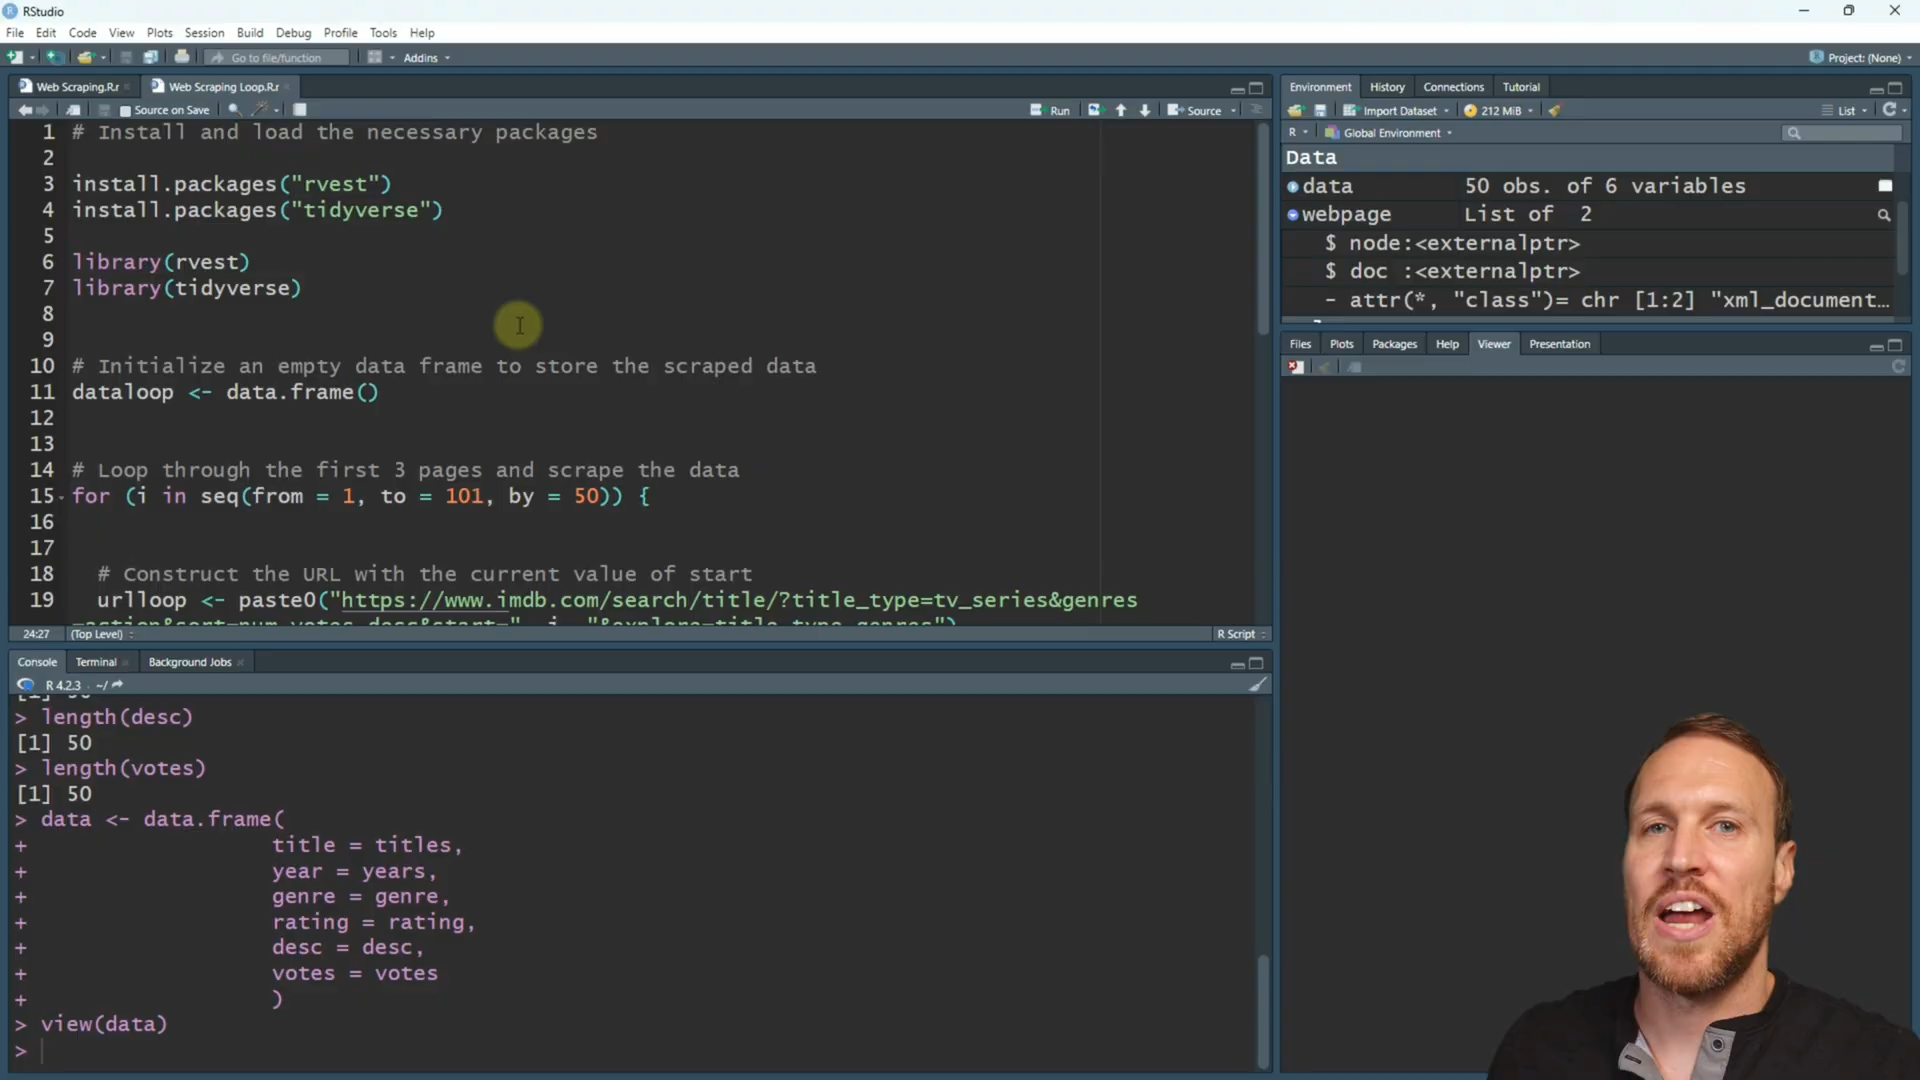 RStudio
File Edit Code View Plots Session Build Debug Profile Tools Help
Go to file/function Addins Project: (None)
Web Scraping.R.r Web Scraping Loop.R.r
Source on Save Run Source
1 # Install and load the necessary packages
2
3 install.packages("rvest")
4 install.packages("tidyverse")
5
6 library(rvest)
7 library(tidyverse)
8
9
10 # Initialize an empty data frame to store the scraped data
11 dataloop <- data.frame()
12
13
14 # Loop through the first 3 pages and scrape the data
15 for (i in seq(from = 1, to = 101, by = 50)) {
16
17
18 # Construct the URL with the current value of start
19 urlloop <- paste0("https://www.imdb.com/search/title/?title_type=tv_series&genres
=action&sort=num_votes,desc&start=", i, "&explore=title_type,genres")
24:27 (Top Level) R Script
Console Terminal Background Jobs
R 4.2.3 · ~/
[1] 50
> length(desc)
[1] 50
> length(votes)
[1] 50
> data <- data.frame(
+ title = titles,
+ year = years,
+ genre = genre,
+ rating = rating,
+ desc = desc,
+ votes = votes
+ )
> view(data)
>
Environment History Connections Tutorial
Import Dataset 212 MiB List
R Global Environment
Data
data 50 obs. of 6 variables
webpage List of 2
$ node:<externalptr>
$ doc :<externalptr>
- attr(*, "class")= chr [1:2] "xml_document...
Files Plots Packages Help Viewer Presentation